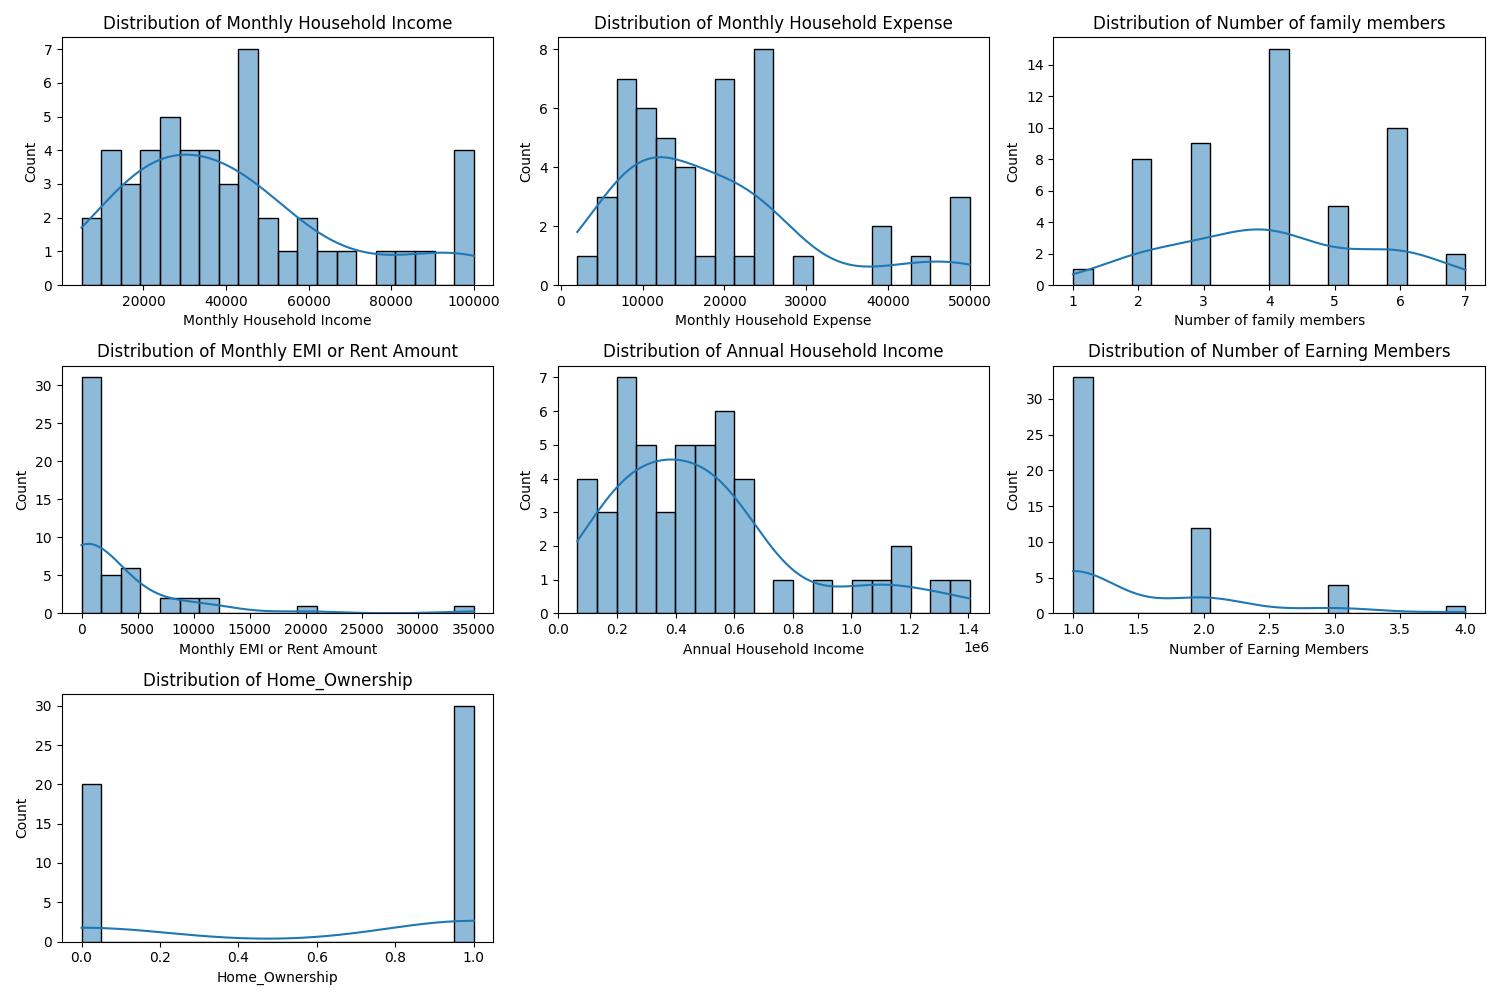 Distribution of Monthly Household Income
Count
7
6
5
4
3
2
1
0
20000 40000 60000 80000 100000
Monthly Household Income
Distribution of Monthly Household Expense
Count
8
6
4
2
0
0 10000 20000 30000 40000 50000
Monthly Household Expense
Distribution of Number of family members
Count
14
12
10
8
6
4
2
0
1 2 3 4 5 6 7
Number of family members
Distribution of Monthly EMI or Rent Amount
Count
30
25
20
15
10
5
0
0 5000 10000 15000 20000 25000 30000 35000
Monthly EMI or Rent Amount
Distribution of Annual Household Income
Count
7
6
5
4
3
2
1
0
0.0 0.2 0.4 0.6 0.8 1.0 1.2 1.4
1e6
Annual Household Income
Distribution of Number of Earning Members
Count
30
25
20
15
10
5
0
1.0 1.5 2.0 2.5 3.0 3.5 4.0
Number of Earning Members
Distribution of Home_Ownership
Count
30
25
20
15
10
5
0
0.0 0.2 0.4 0.6 0.8 1.0
Home_Ownership